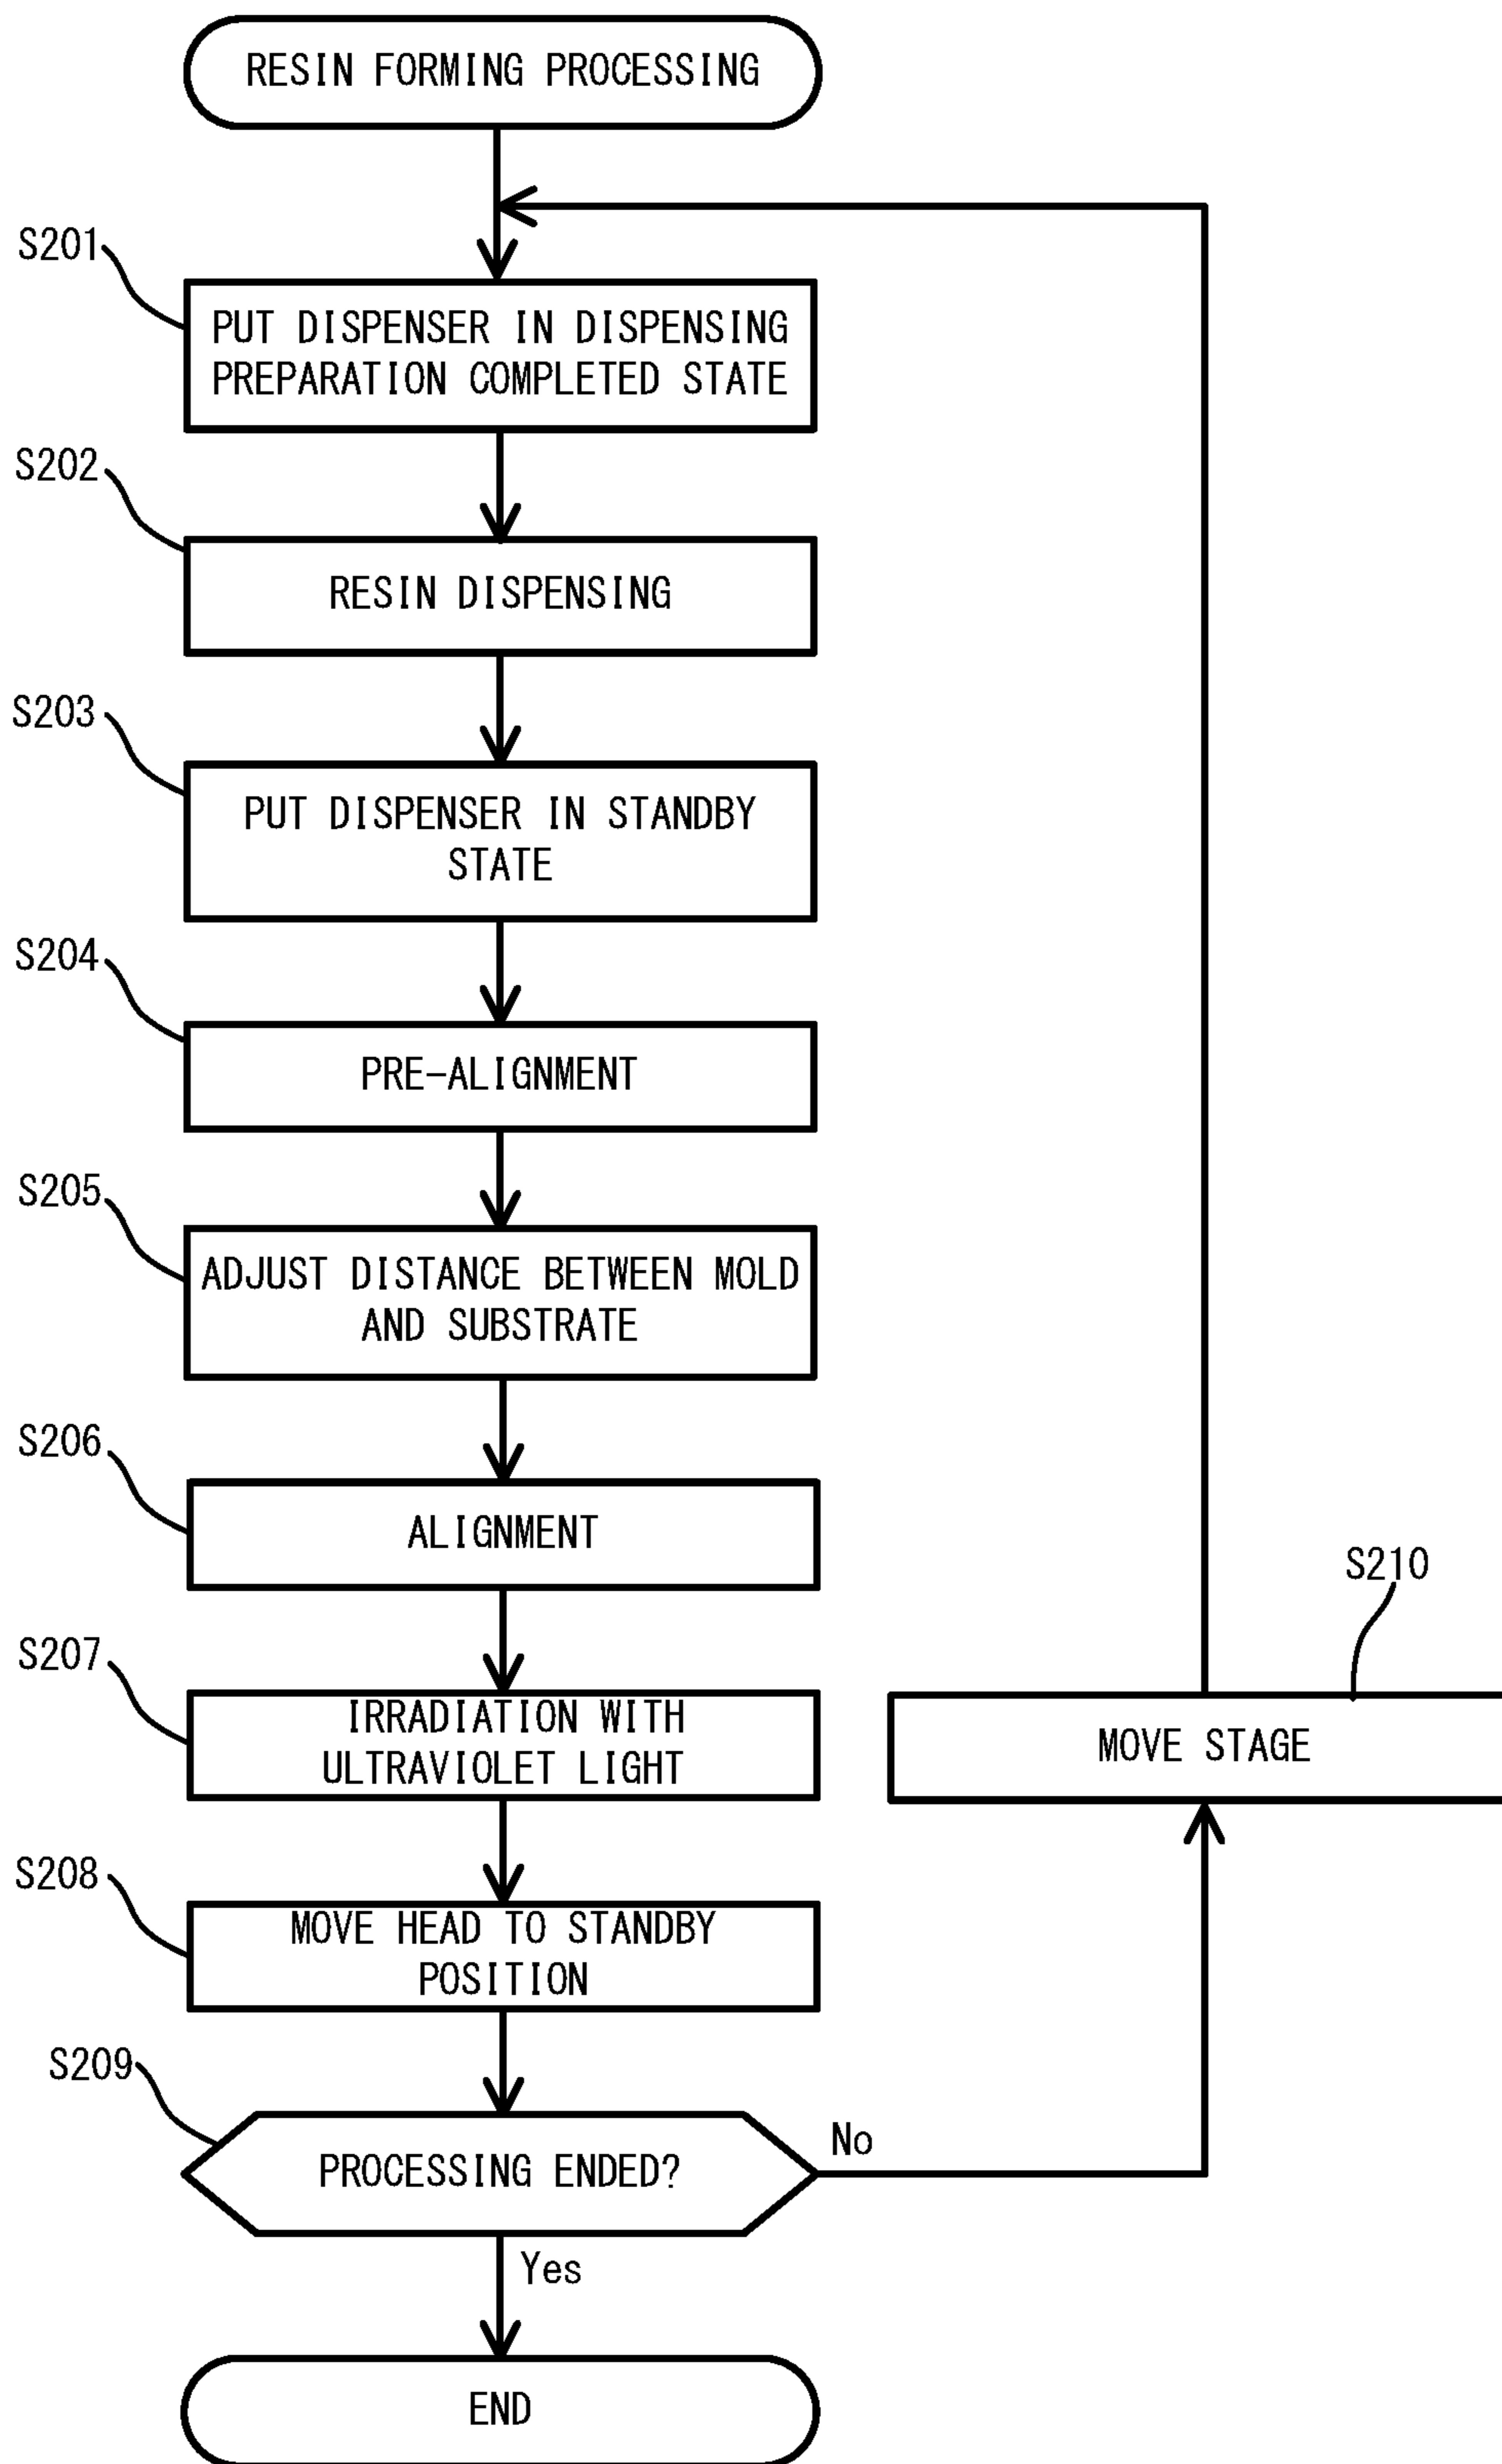 RESIN FORMING PROCESSING
S201
PUT DISPENSER IN DISPENSING
PREPARATION COMPLETED STATE
S202
RESIN DISPENSING
S203
PUT DISPENSER IN STANDBY
STATE
S204
PRE-ALIGNMENT
S205
ADJUST DISTANCE BETWEEN MOLD
AND SUBSTRATE
S206
ALIGNMENT
S207
IRRADIATION WITH
ULTRAVIOLET LIGHT
S208
MOVE HEAD TO STANDBY
POSITION
S209
PROCESSING ENDED?
No
S210
MOVE STAGE
Yes
END